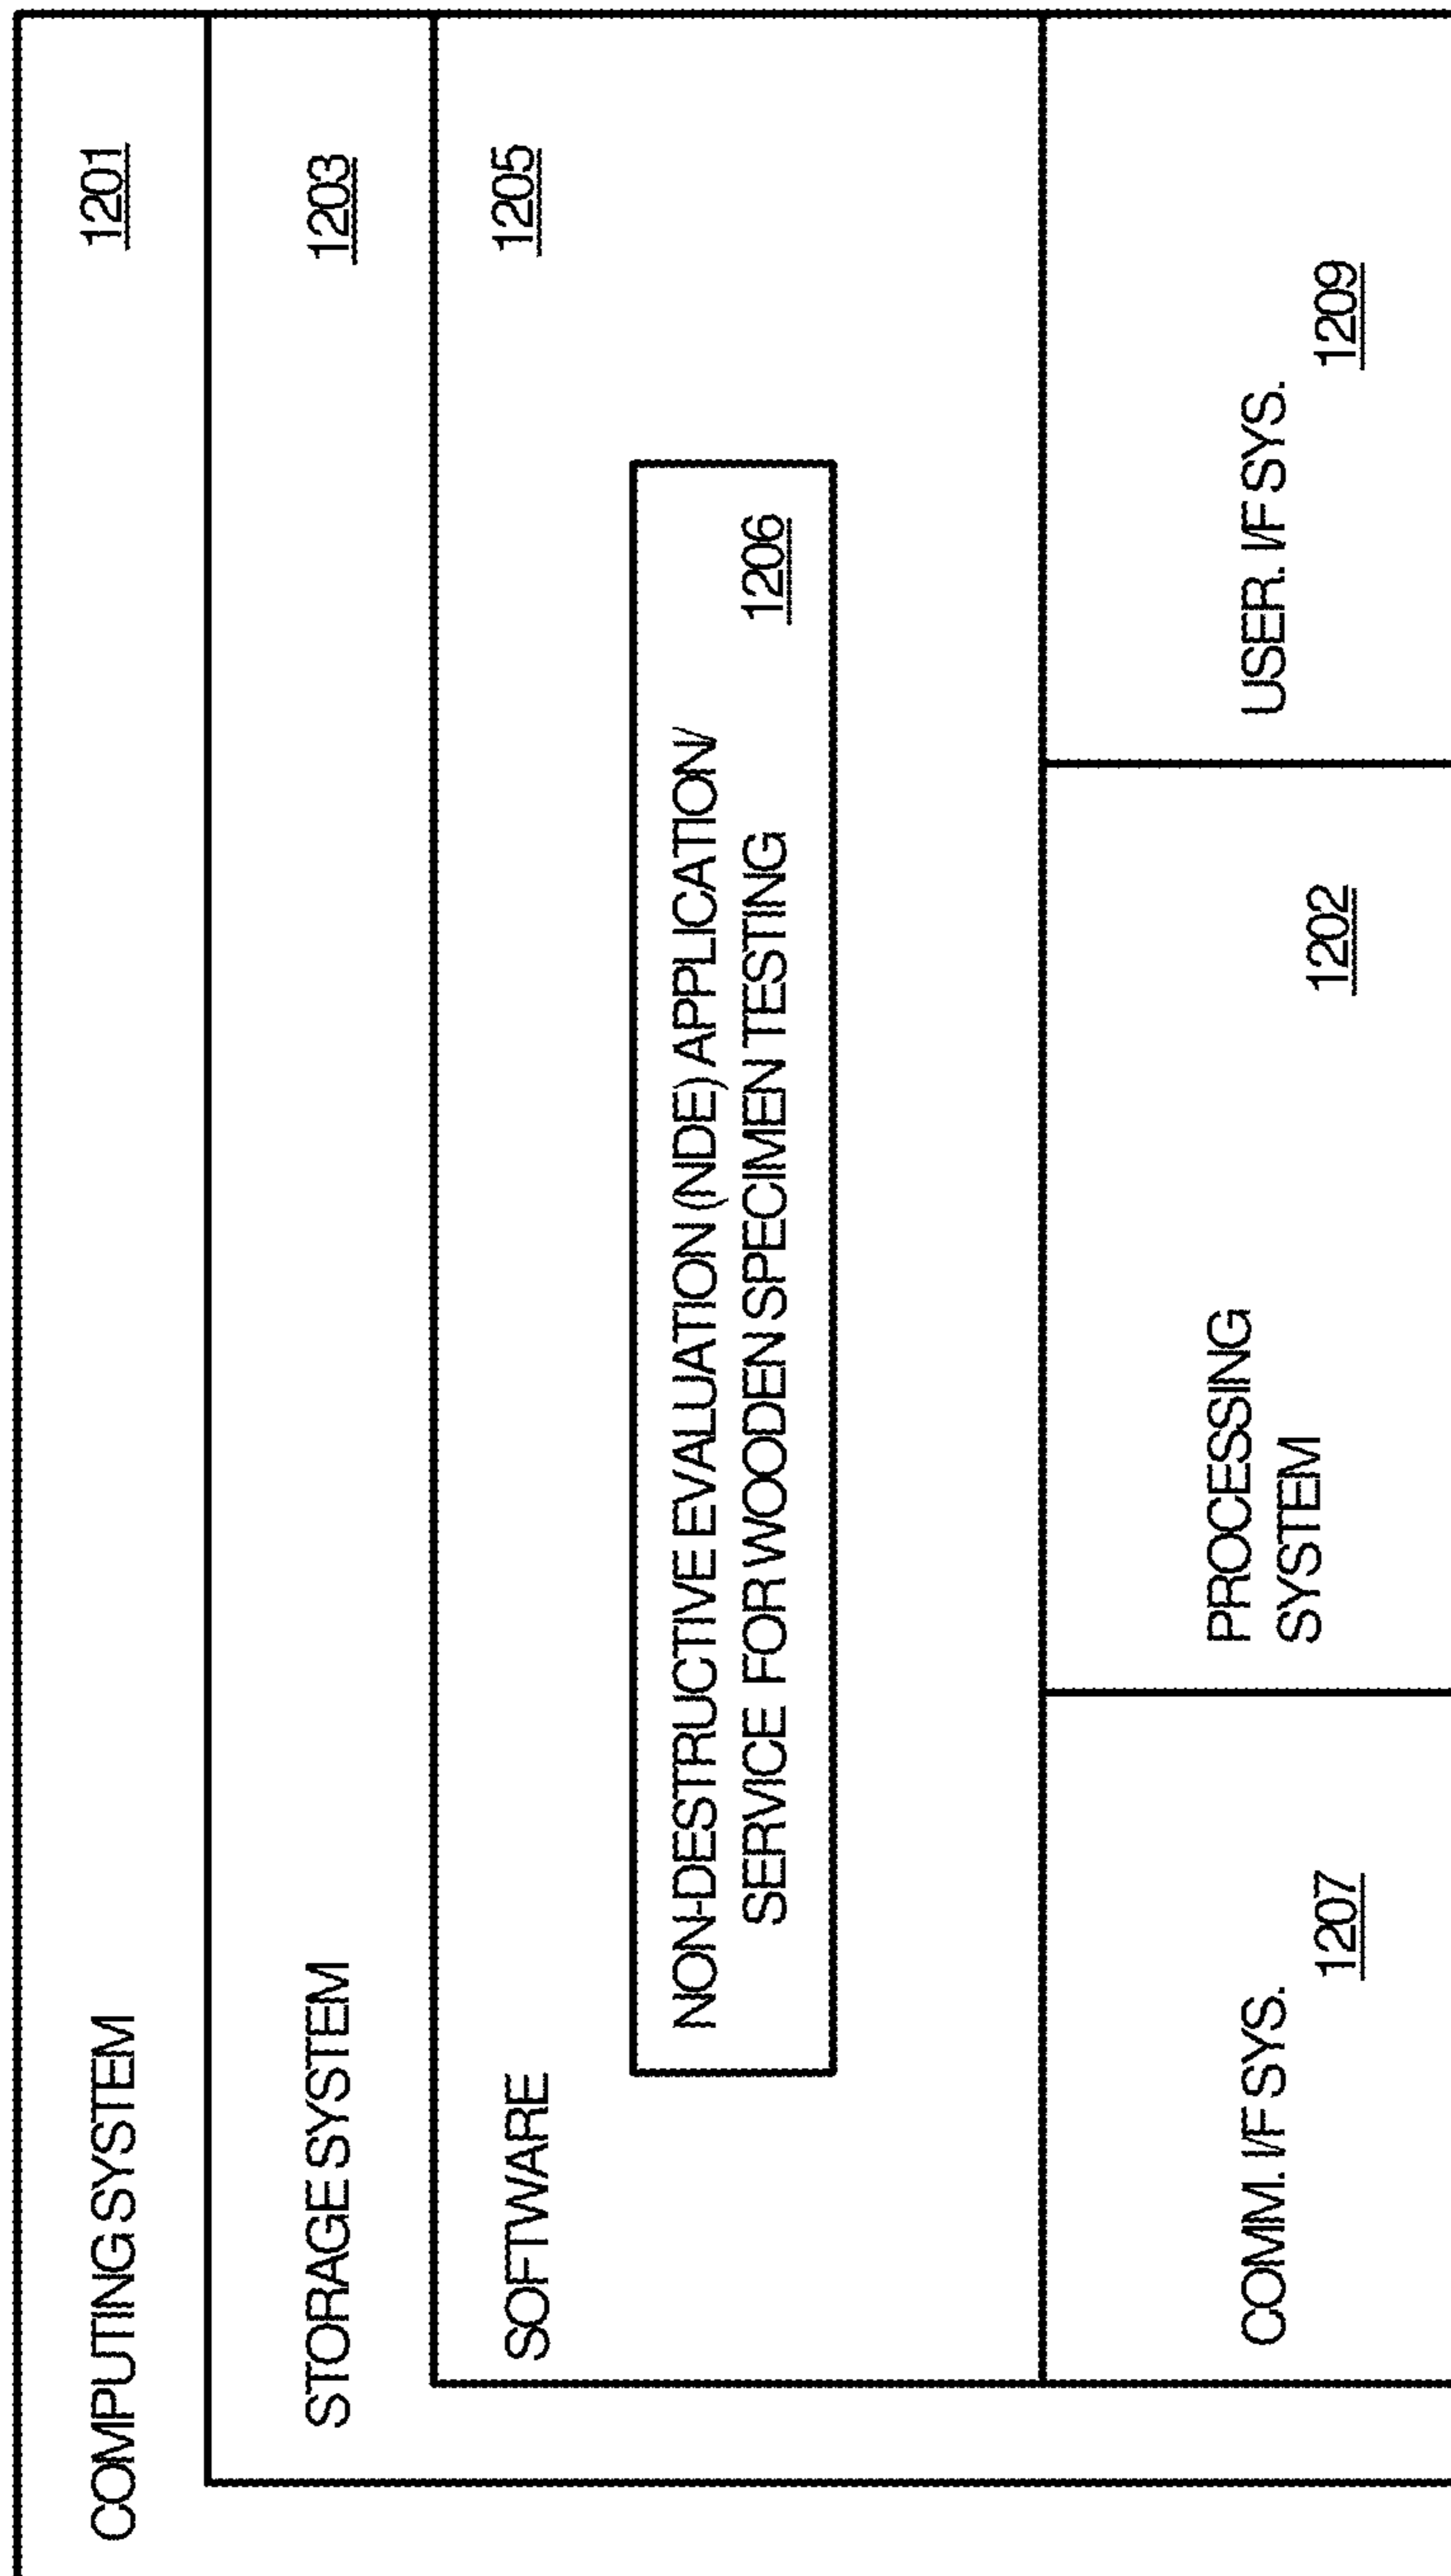 COMPUTING SYSTEM 1201
STORAGE SYSTEM 1203
SOFTWARE 1205
NON-DESTRUCTIVE EVALUATION (NDE) APPLICATION/
SERVICE FOR WOODEN SPECIMEN TESTING 1206
COMM. I/F SYS.
1207
PROCESSING
SYSTEM
1202
USER. I/F SYS.
1209